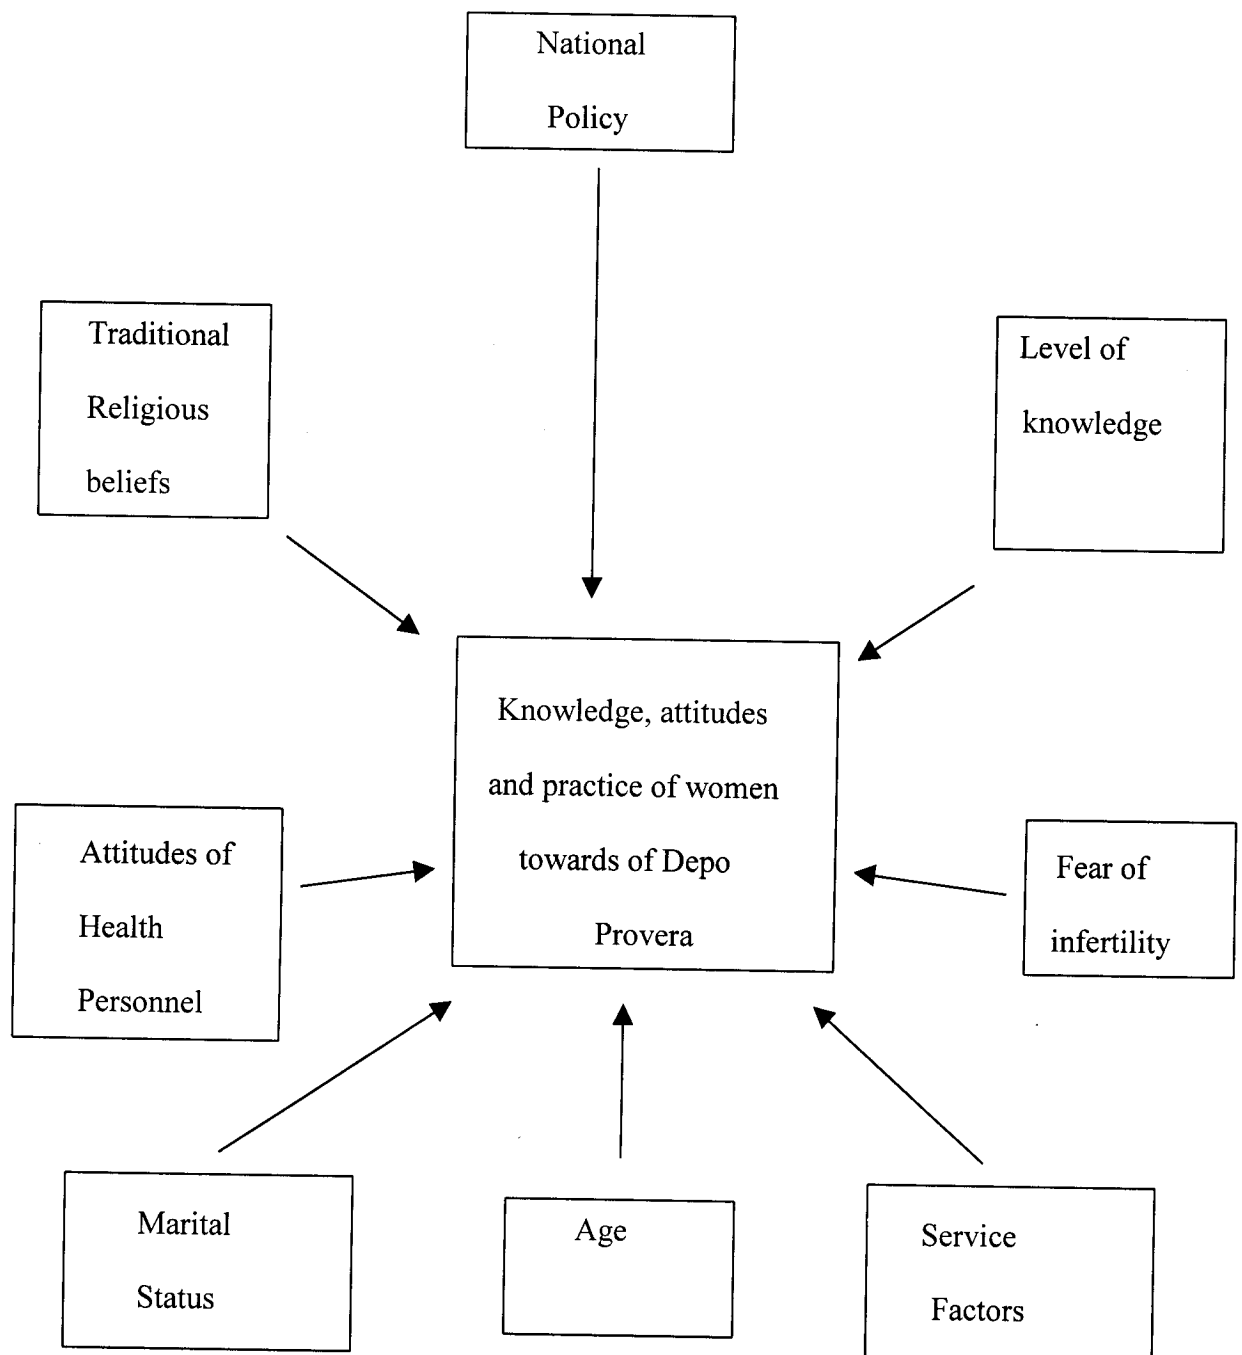 National
Policy
Traditional
Religious
beliefs
Level of
knowledge
Knowledge, attitudes
and practice of women
towards of Depo
Provera
Attitudes of
Health
Personnel
Fear of
infertility
Marital
Status
Age
Service
Factors